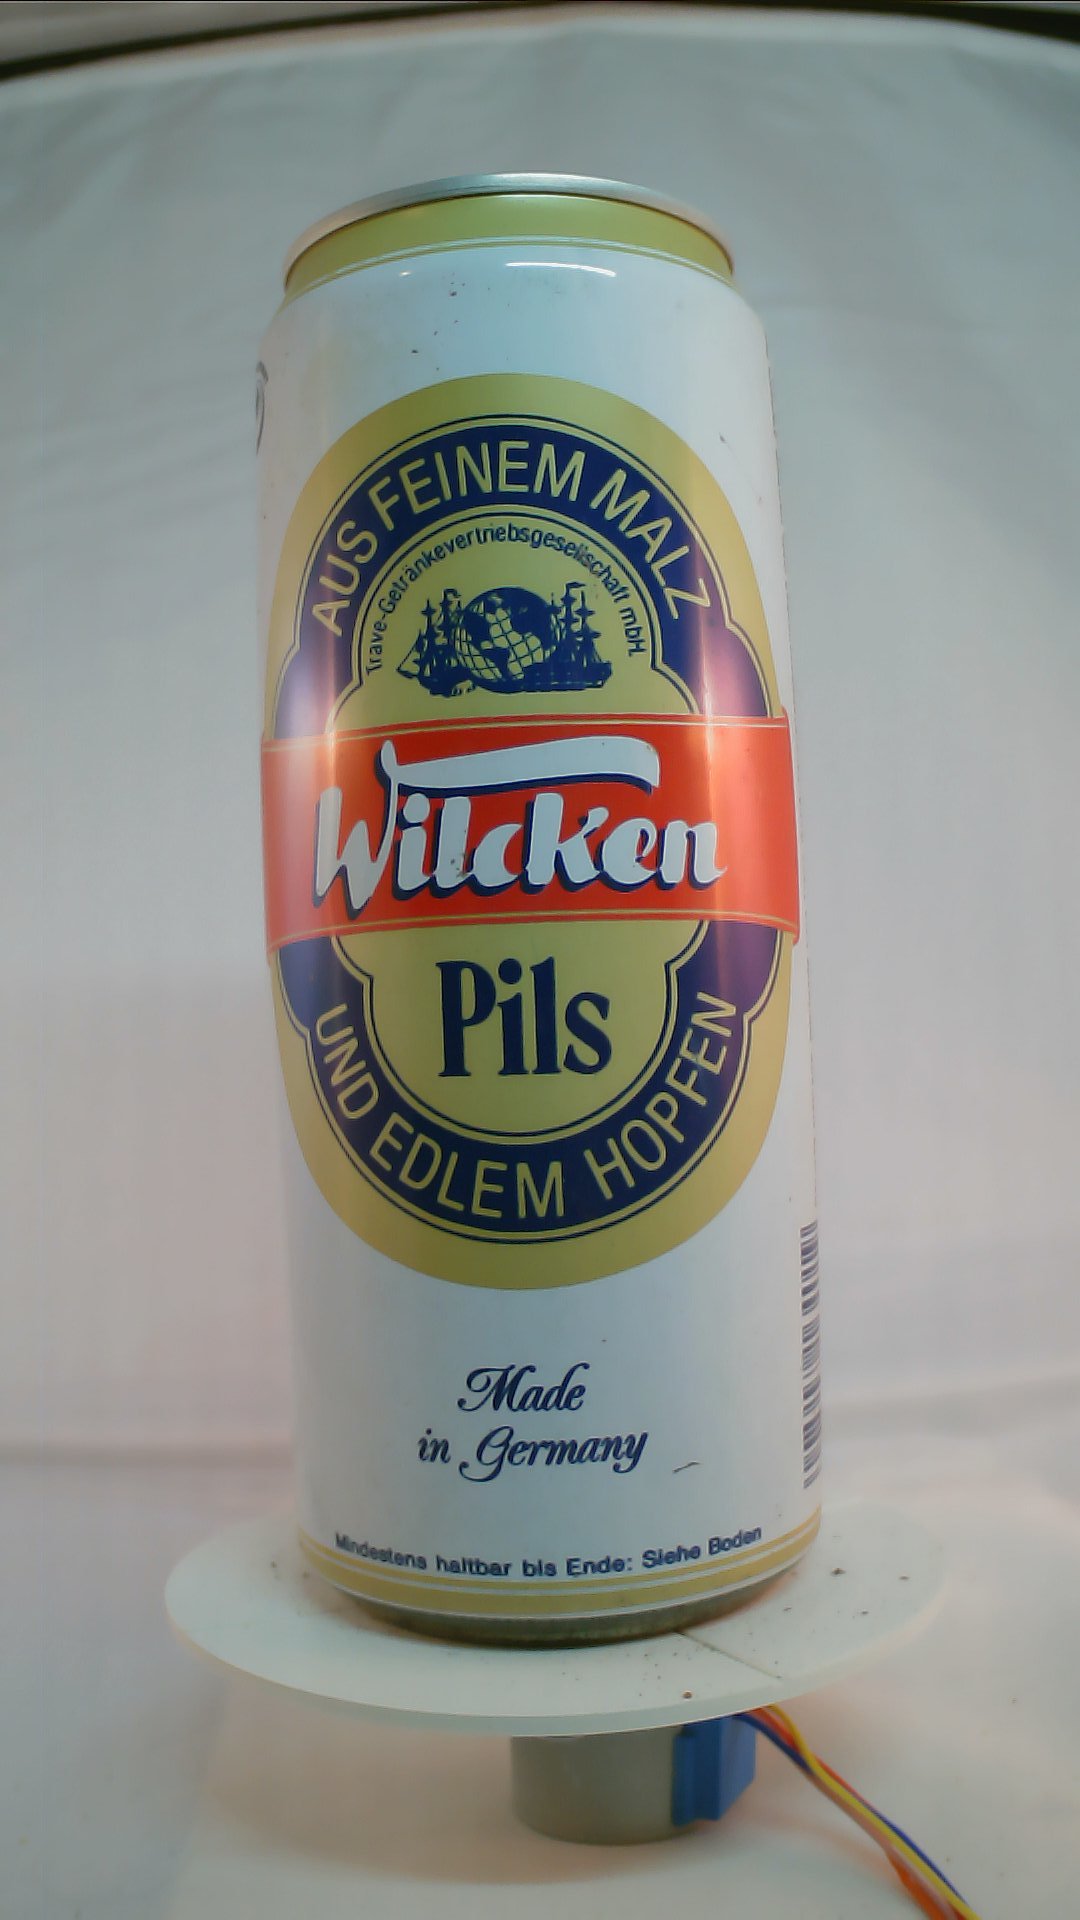 AUS FEINEM MALZ
Trave-Getränkevertriebsgesellschaft mbH.
Wilcken
Pils
UND EDLEM HOPFEN
Made
in Germany
Mindestens haltbar bis Ende: Siehe Boden